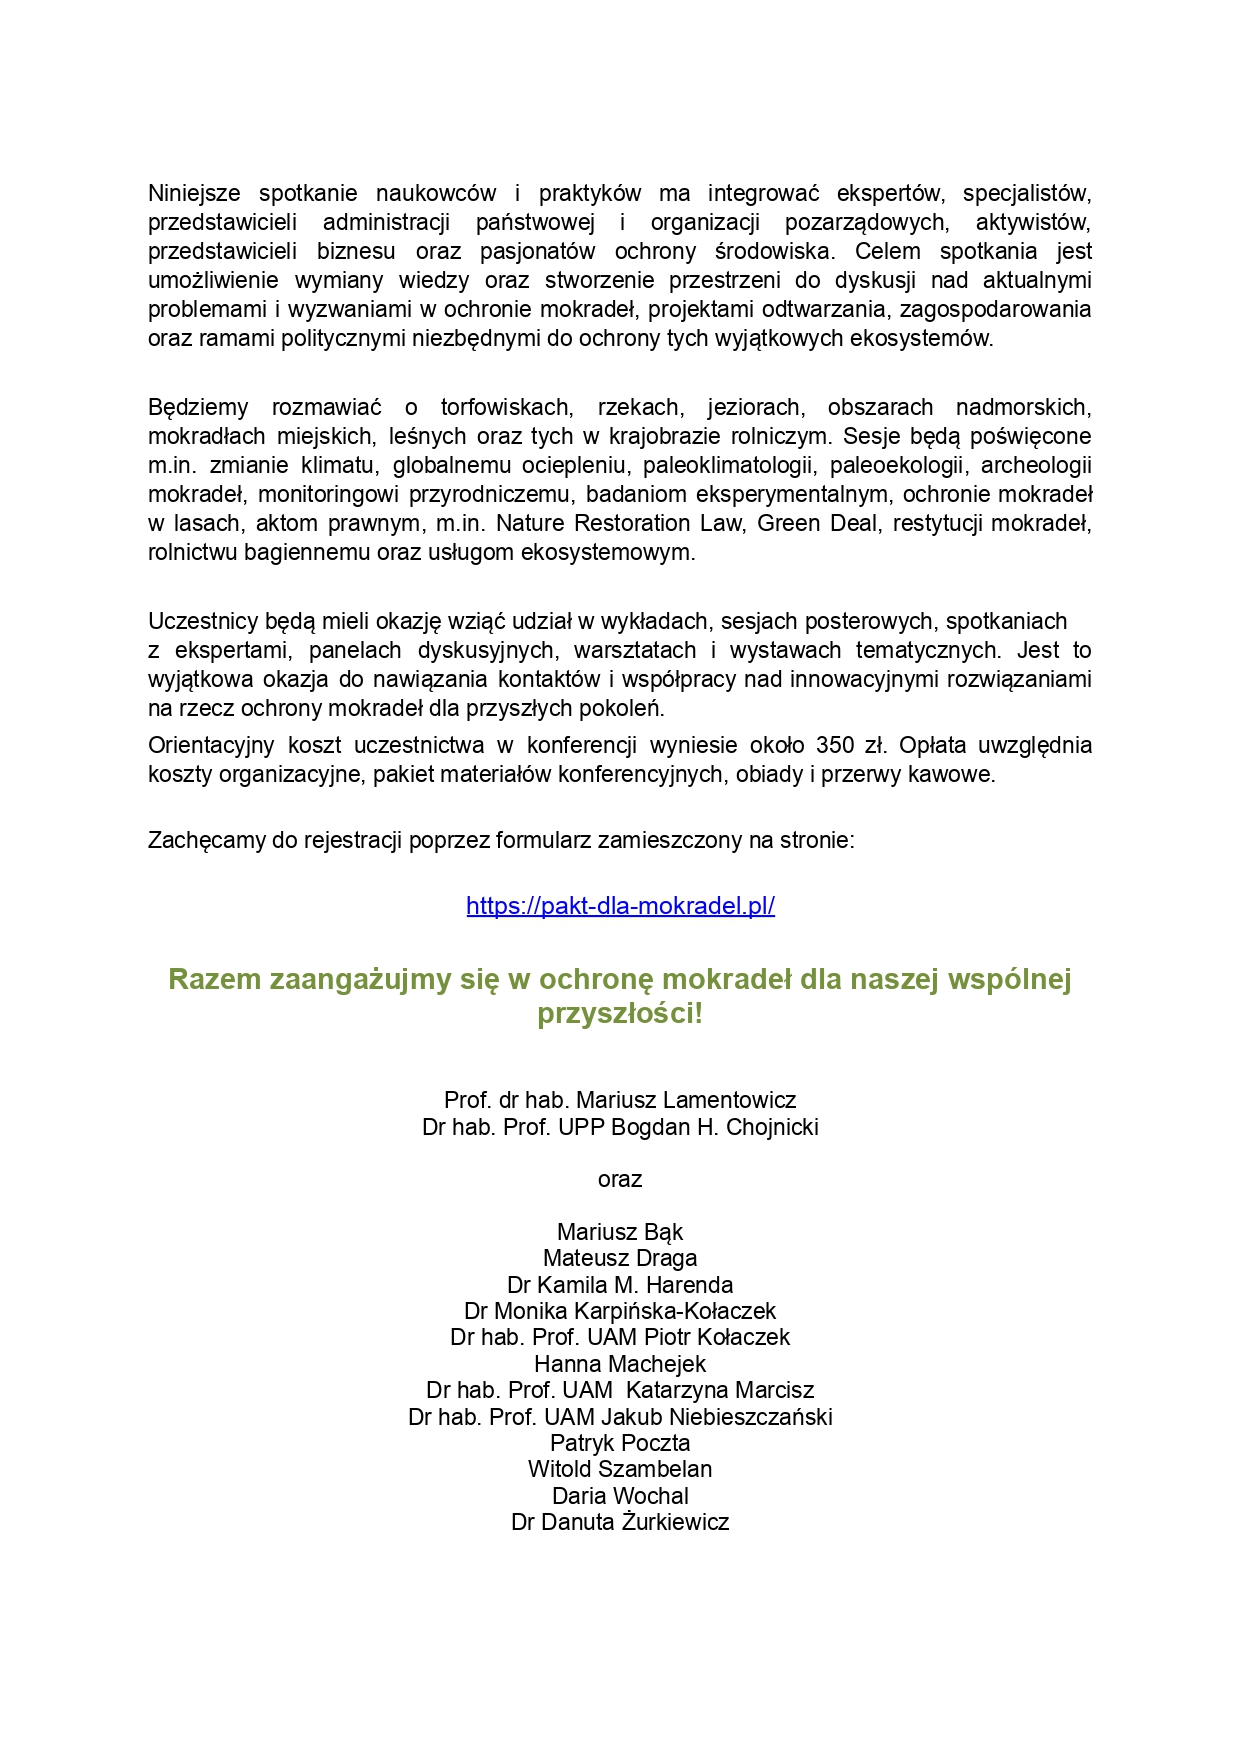 Niniejsze spotkanie naukowców i praktyków ma integrować ekspertów, specjalistów,
przedstawicieli administracji państwowej i organizacji pozarządowych, aktywistów,
przedstawicieli biznesu oraz pasjonatów ochrony środowiska. Celem spotkania jest
umożliwienie wymiany wiedzy oraz stworzenie przestrzeni do dyskusji nad aktualnymi
problemami i wyzwaniami w ochronie mokradeł, projektami odtwarzania, zagospodarowania
oraz ramami politycznymi niezbędnymi do ochrony tych wyjątkowych ekosystemów.
Będziemy rozmawiać o torfowiskach, rzekach, jeziorach, obszarach nadmorskich,
mokradłach miejskich, leśnych oraz tych w krajobrazie rolniczym. Sesje będą poświęcone
m.in. zmianie klimatu, globalnemu ociepleniu, paleoklimatologii, paleoekologii, archeologii
mokradeł, monitoringowi przyrodniczemu, badaniom eksperymentalnym, ochronie mokradeł
w lasach, aktom prawnym, m.in. Nature Restoration Law, Green Deal, restytucji mokradeł,
rolnictwu bagiennemu oraz usługom ekosystemowym.
Uczestnicy będą mieli okazję wziąć udział w wykładach, sesjach posterowych, spotkaniach
z ekspertami, panelach dyskusyjnych, warsztatach i wystawach tematycznych. Jest to
wyjątkowa okazja do nawiązania kontaktów i współpracy nad innowacyjnymi rozwiązaniami
na rzecz ochrony mokradeł dla przyszłych pokoleń.
Orientacyjny koszt uczestnictwa w konferencji wyniesie około 350 zł. Opłata uwzględnia
koszty organizacyjne, pakiet materiałów konferencyjnych, obiady i przerwy kawowe.
Zachęcamy do rejestracji poprzez formularz zamieszczony na stronie:
https://pakt-dla-mokradel.pl/
Razem zaangażujmy się w ochronę mokradeł dla naszej wspólnej
przyszłości!
Prof. dr hab. Mariusz Lamentowicz
Dr hab. Prof. UPP Bogdan H. Chojnicki
oraz
Mariusz Bąk
Mateusz Draga
Dr Kamila M. Harenda
Dr Monika Karpińska-Kołaczek
Dr hab. Prof. UAM Piotr Kołaczek
Hanna Machejek
Dr hab. Prof. UAM Katarzyna Marcisz
Dr hab. Prof. UAM Jakub Niebieszczański
Patryk Poczta
Witold Szambelan
Daria Wochal
Dr Danuta Żurkiewicz